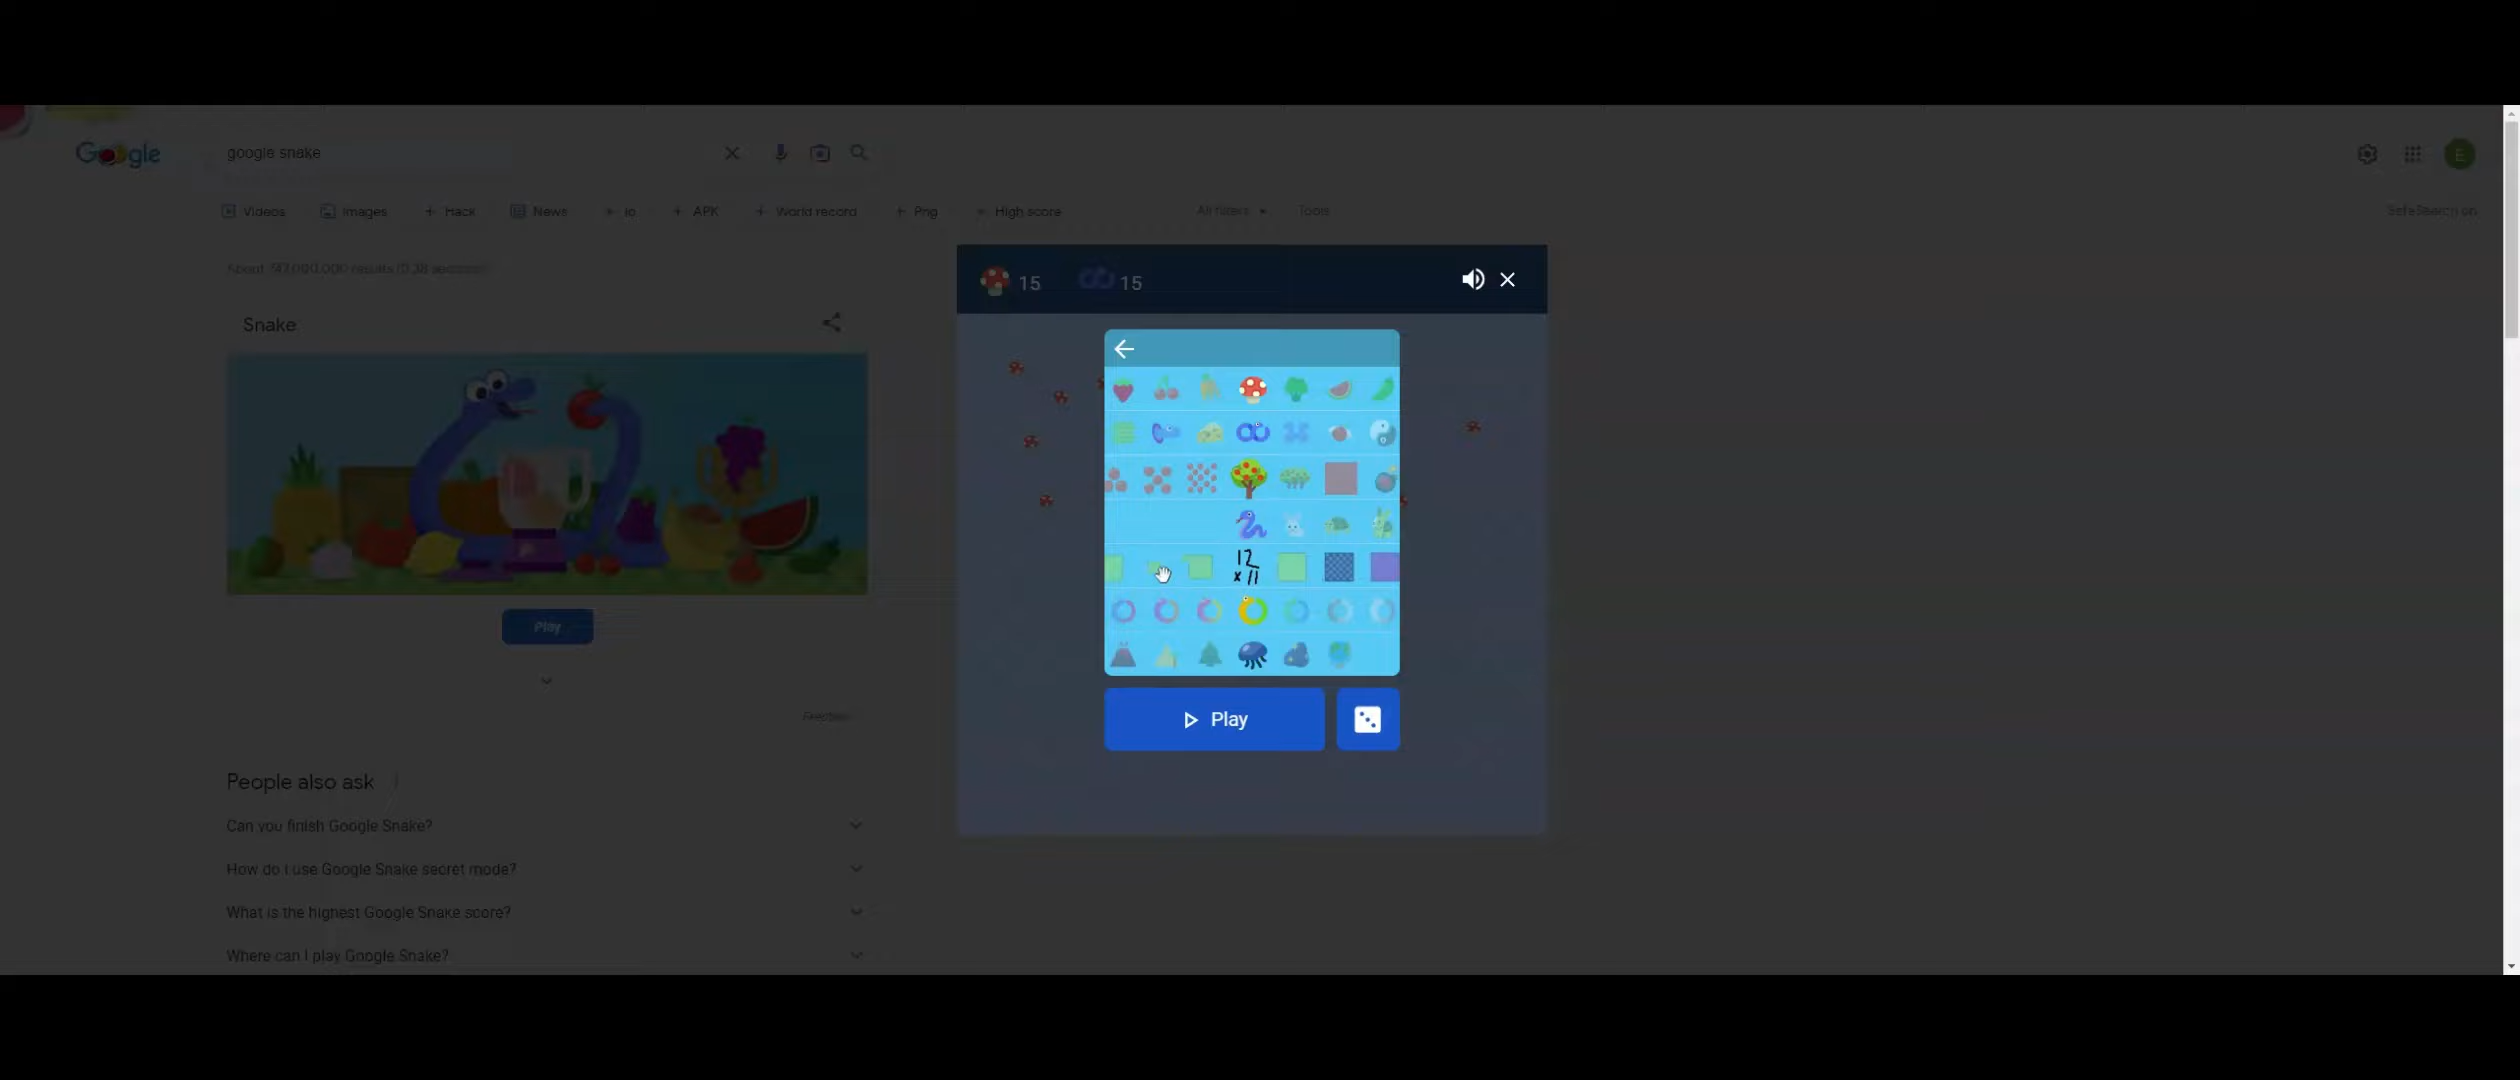 Google
google snake
E
Videos
Images
Hack
News
Io
APK
World record
Png
High score
All filters
Tools
SafeSearch on
15
15
Snake
12
x 11
Play
Play
People also ask
Can you finish Google Snake?
How do I use Google Snake secret mode?
What is the highest Google Snake score?
Where can I play Google Snake?